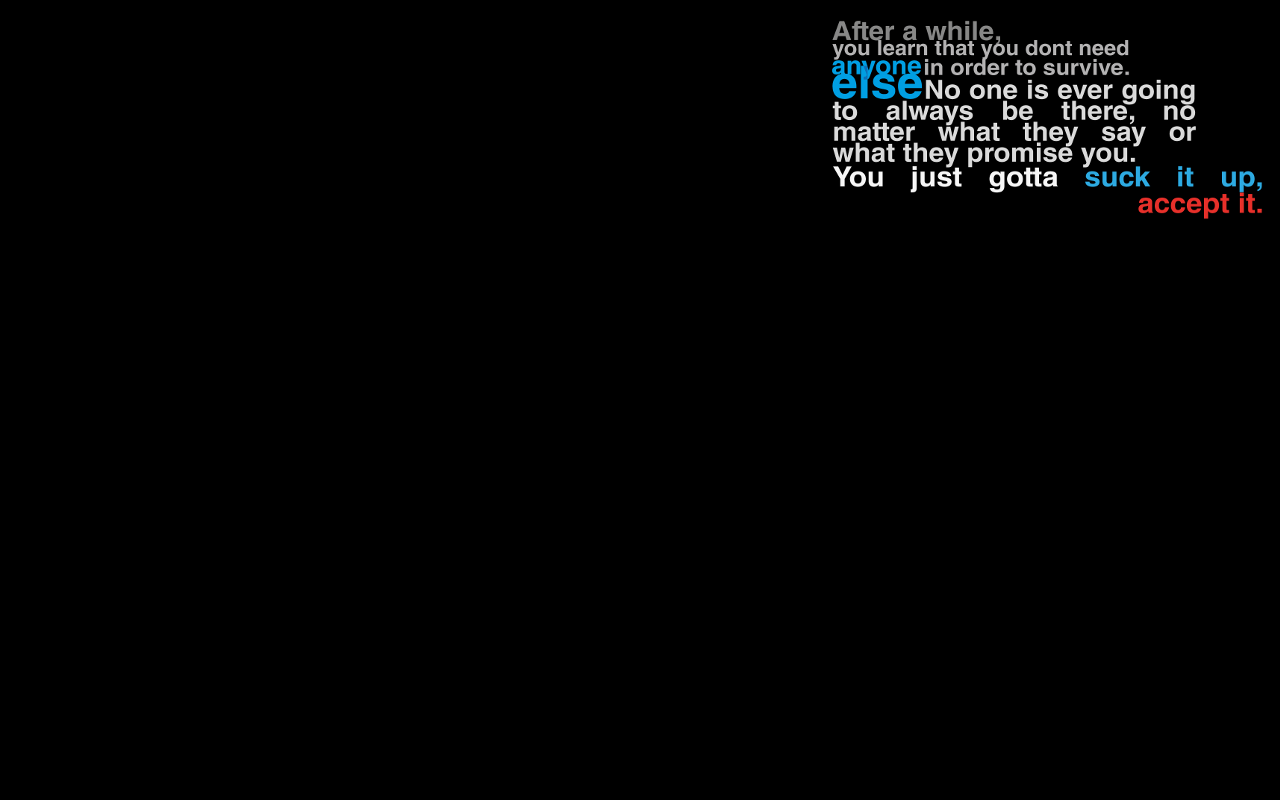 After a while,
you learn that you dont need
anyone in order to survive.
else No one is ever going
to always be there, no
matter what they say or
what they promise you.
You just gotta suck it up,
accept it.